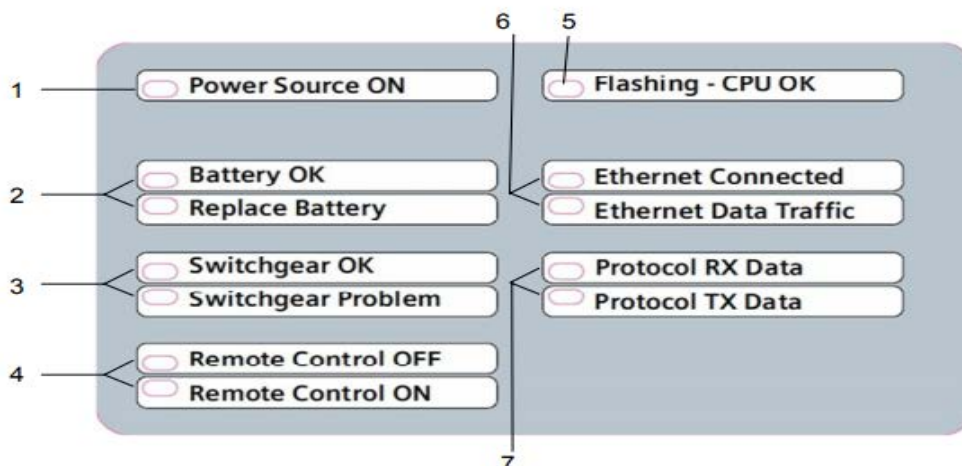 6 5
1 Power Source ON Flashing - CPU OK
2 Battery OK Ethernet Connected
Replace Battery Ethernet Data Traffic
3 Switchgear OK Protocol RX Data
Switchgear Problem Protocol TX Data
4 Remote Control OFF
Remote Control ON
7